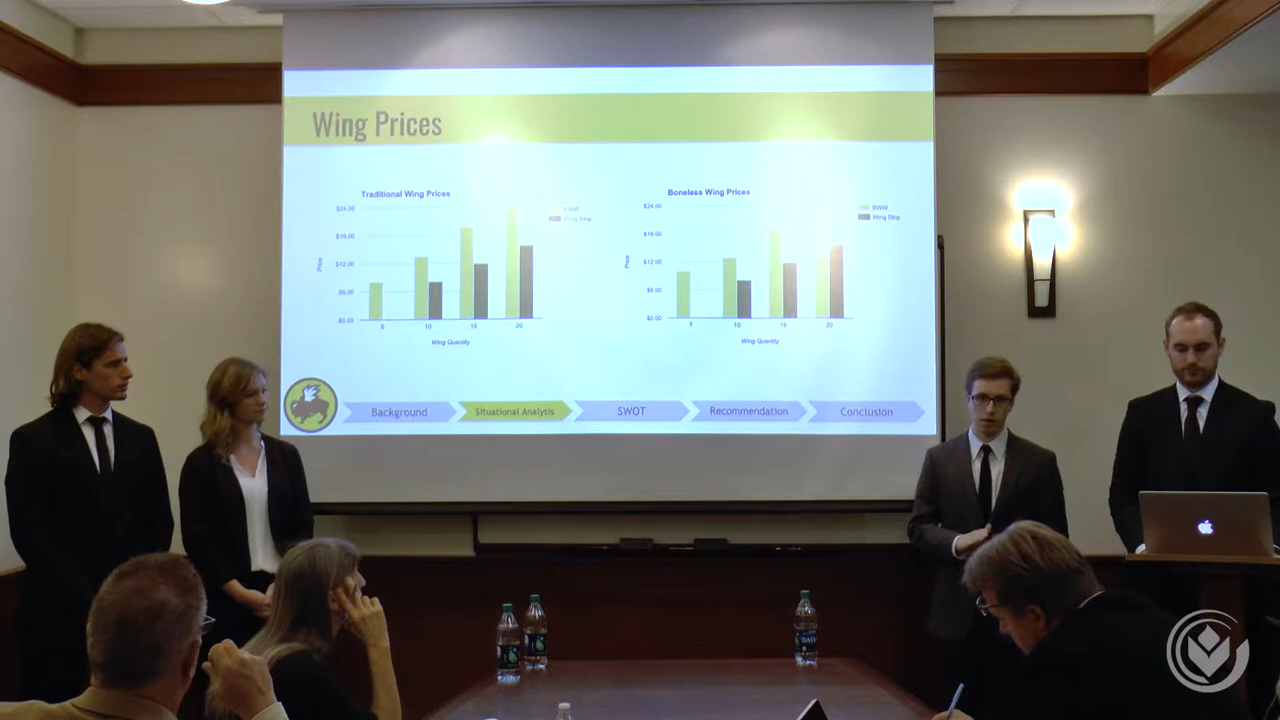 Wing Prices
Traditional Wing Prices
$24.00
$18.00
$12.00
$6.00
$0.00
Price
5
10
15
20
Wing Quantity
BWW
Wing Stop
Boneless Wing Prices
$24.00
$18.00
$12.00
$6.00
$0.00
Price
7
10
15
20
Wing Quantity
BWW
Wing Stop
Background
Situational Analysis
SWOT
Recommendation
Conclusion